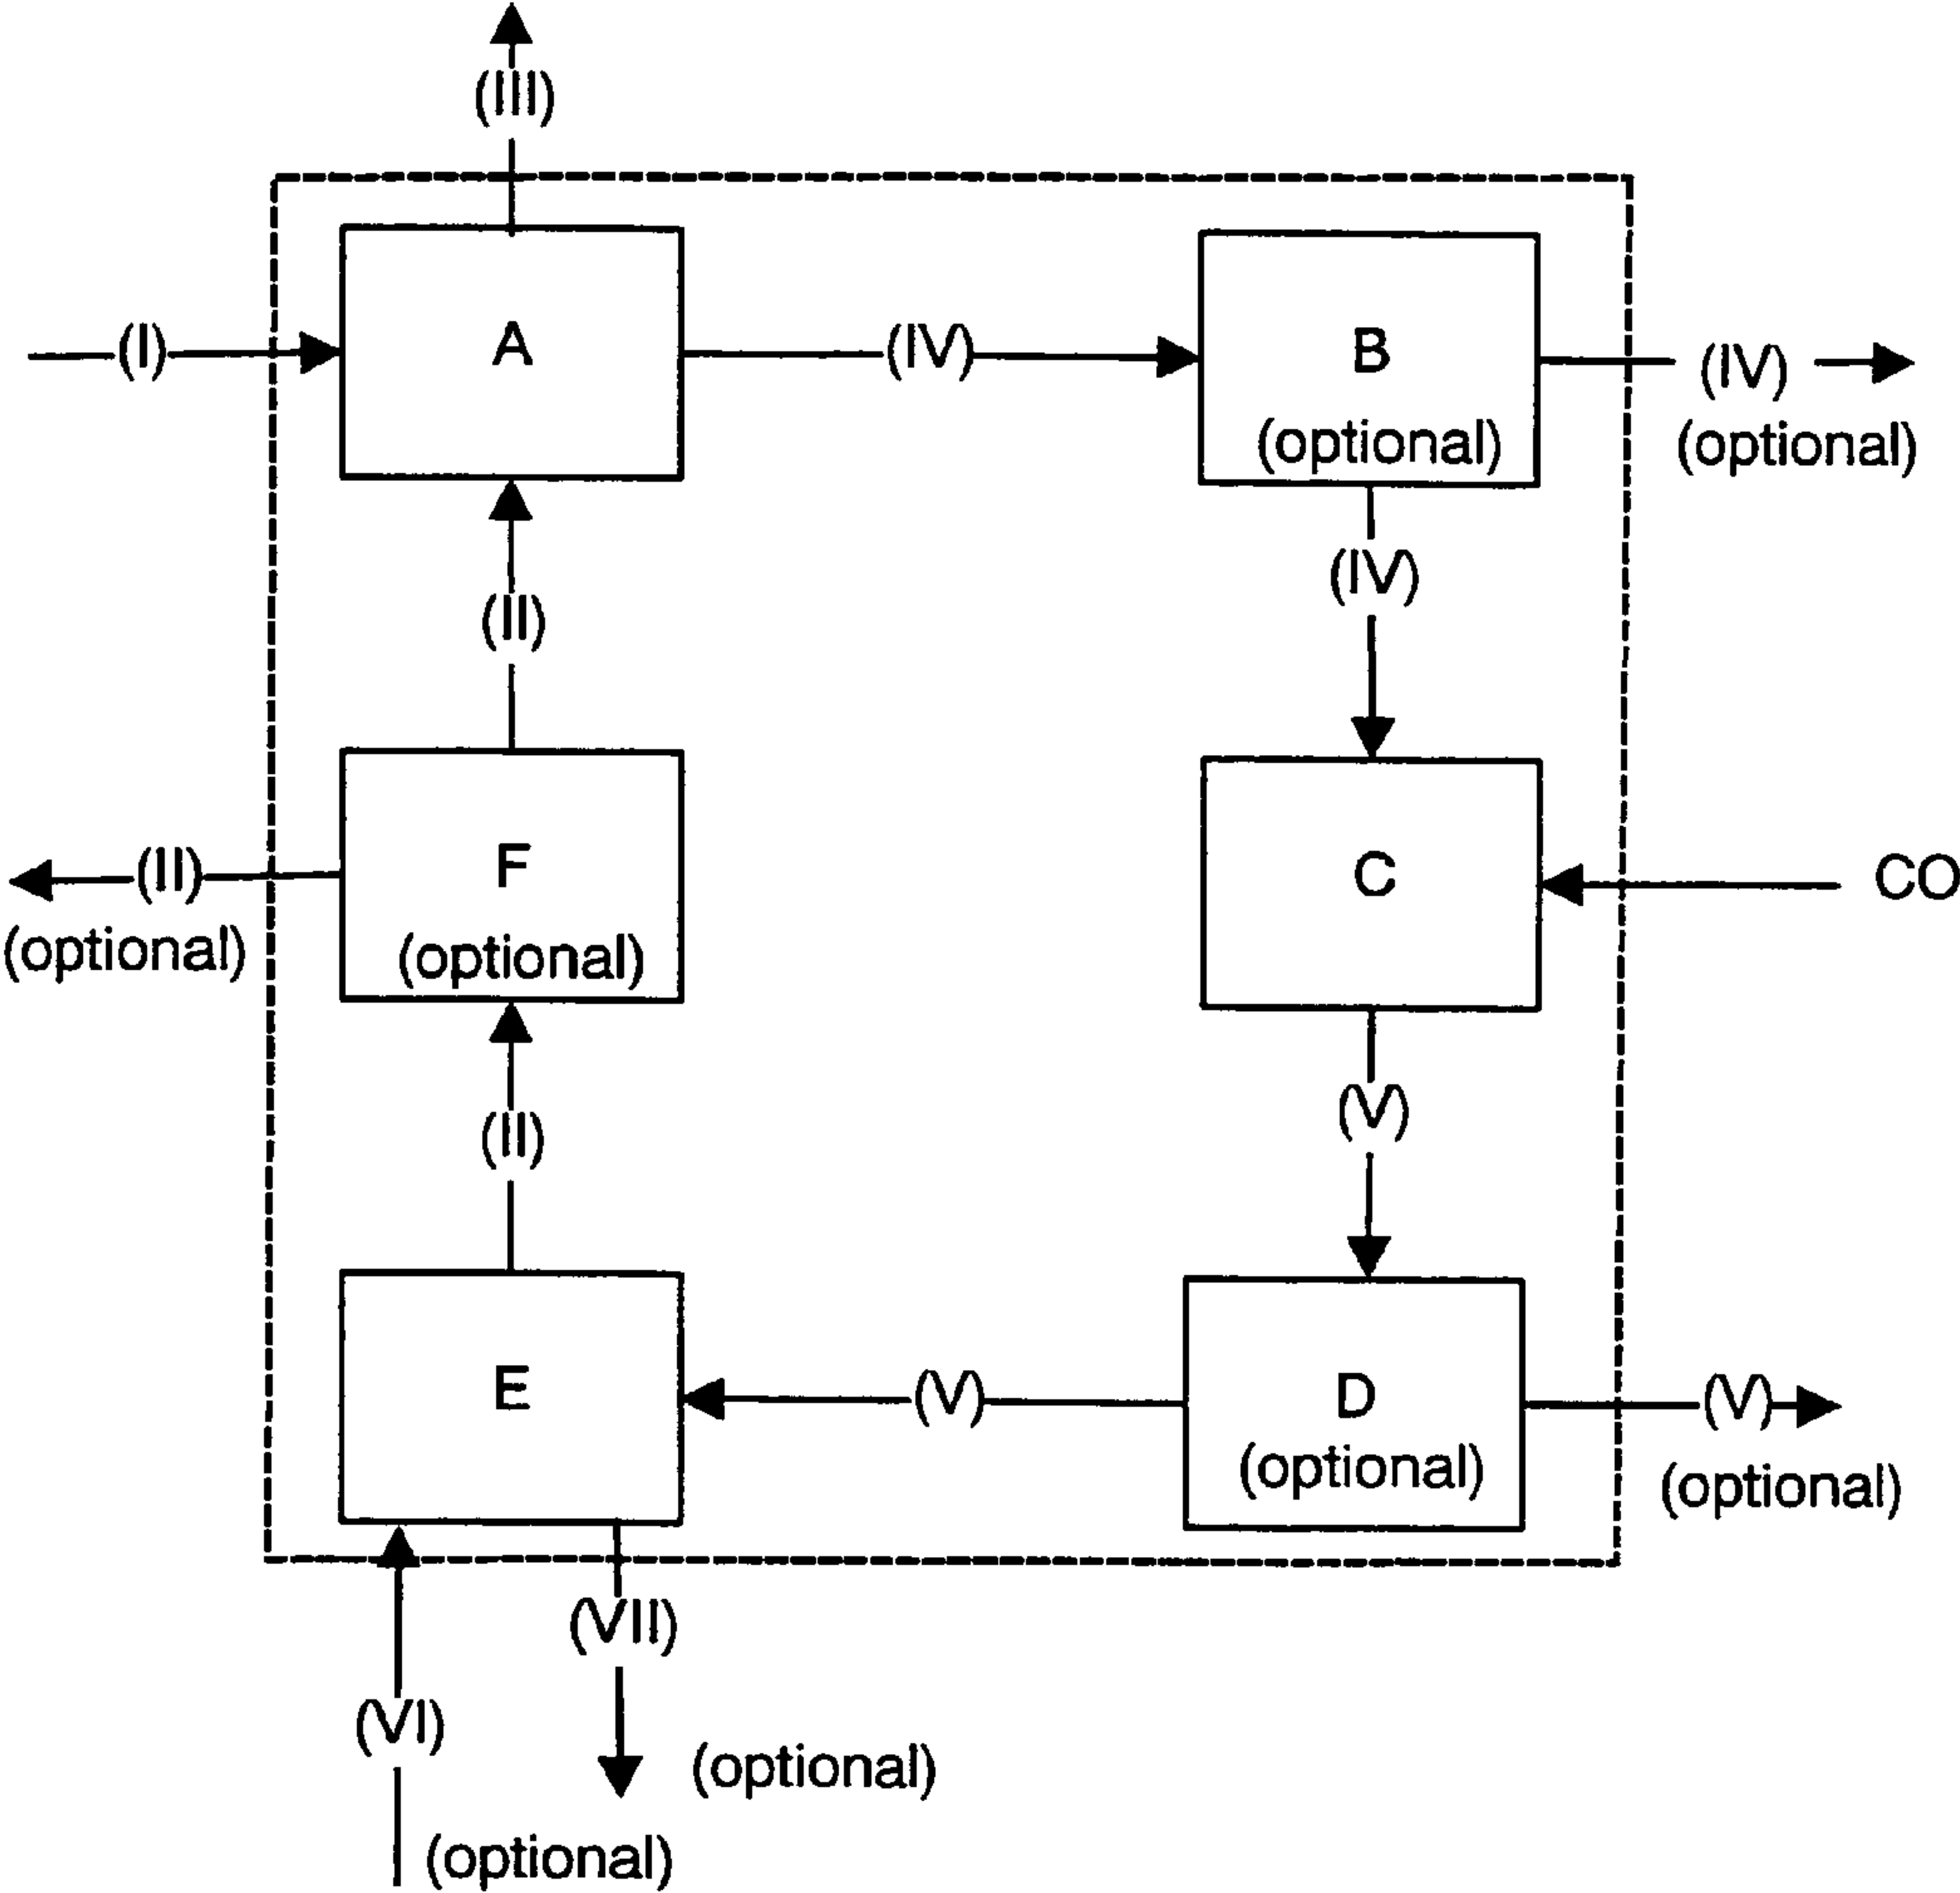 (III)
(I)
A
(IV)
B
(optional)
(IV)
(optional)
(II)
(IV)
(II)
(optional)
F
(optional)
C
CO
(II)
(V)
E
(V)
D
(optional)
(V)
(optional)
(VII)
(VI)
(optional)
(optional)